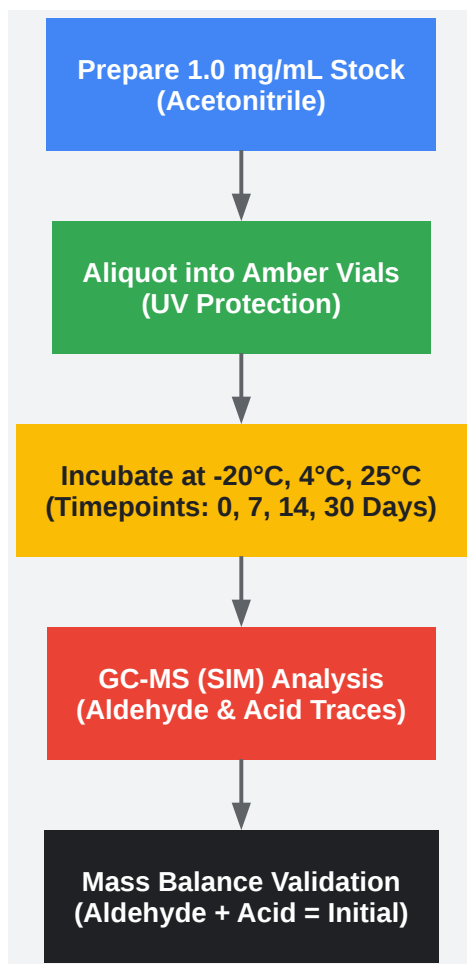 Prepare 1.0 mg/mL Stock
(Acetonitrile)
Aliquot into Amber Vials
(UV Protection)
Incubate at -20°C, 4°C, 25°C
(Timepoints: 0, 7, 14, 30 Days)
GC-MS (SIM) Analysis
(Aldehyde & Acid Traces)
Mass Balance Validation
(Aldehyde + Acid = Initial)